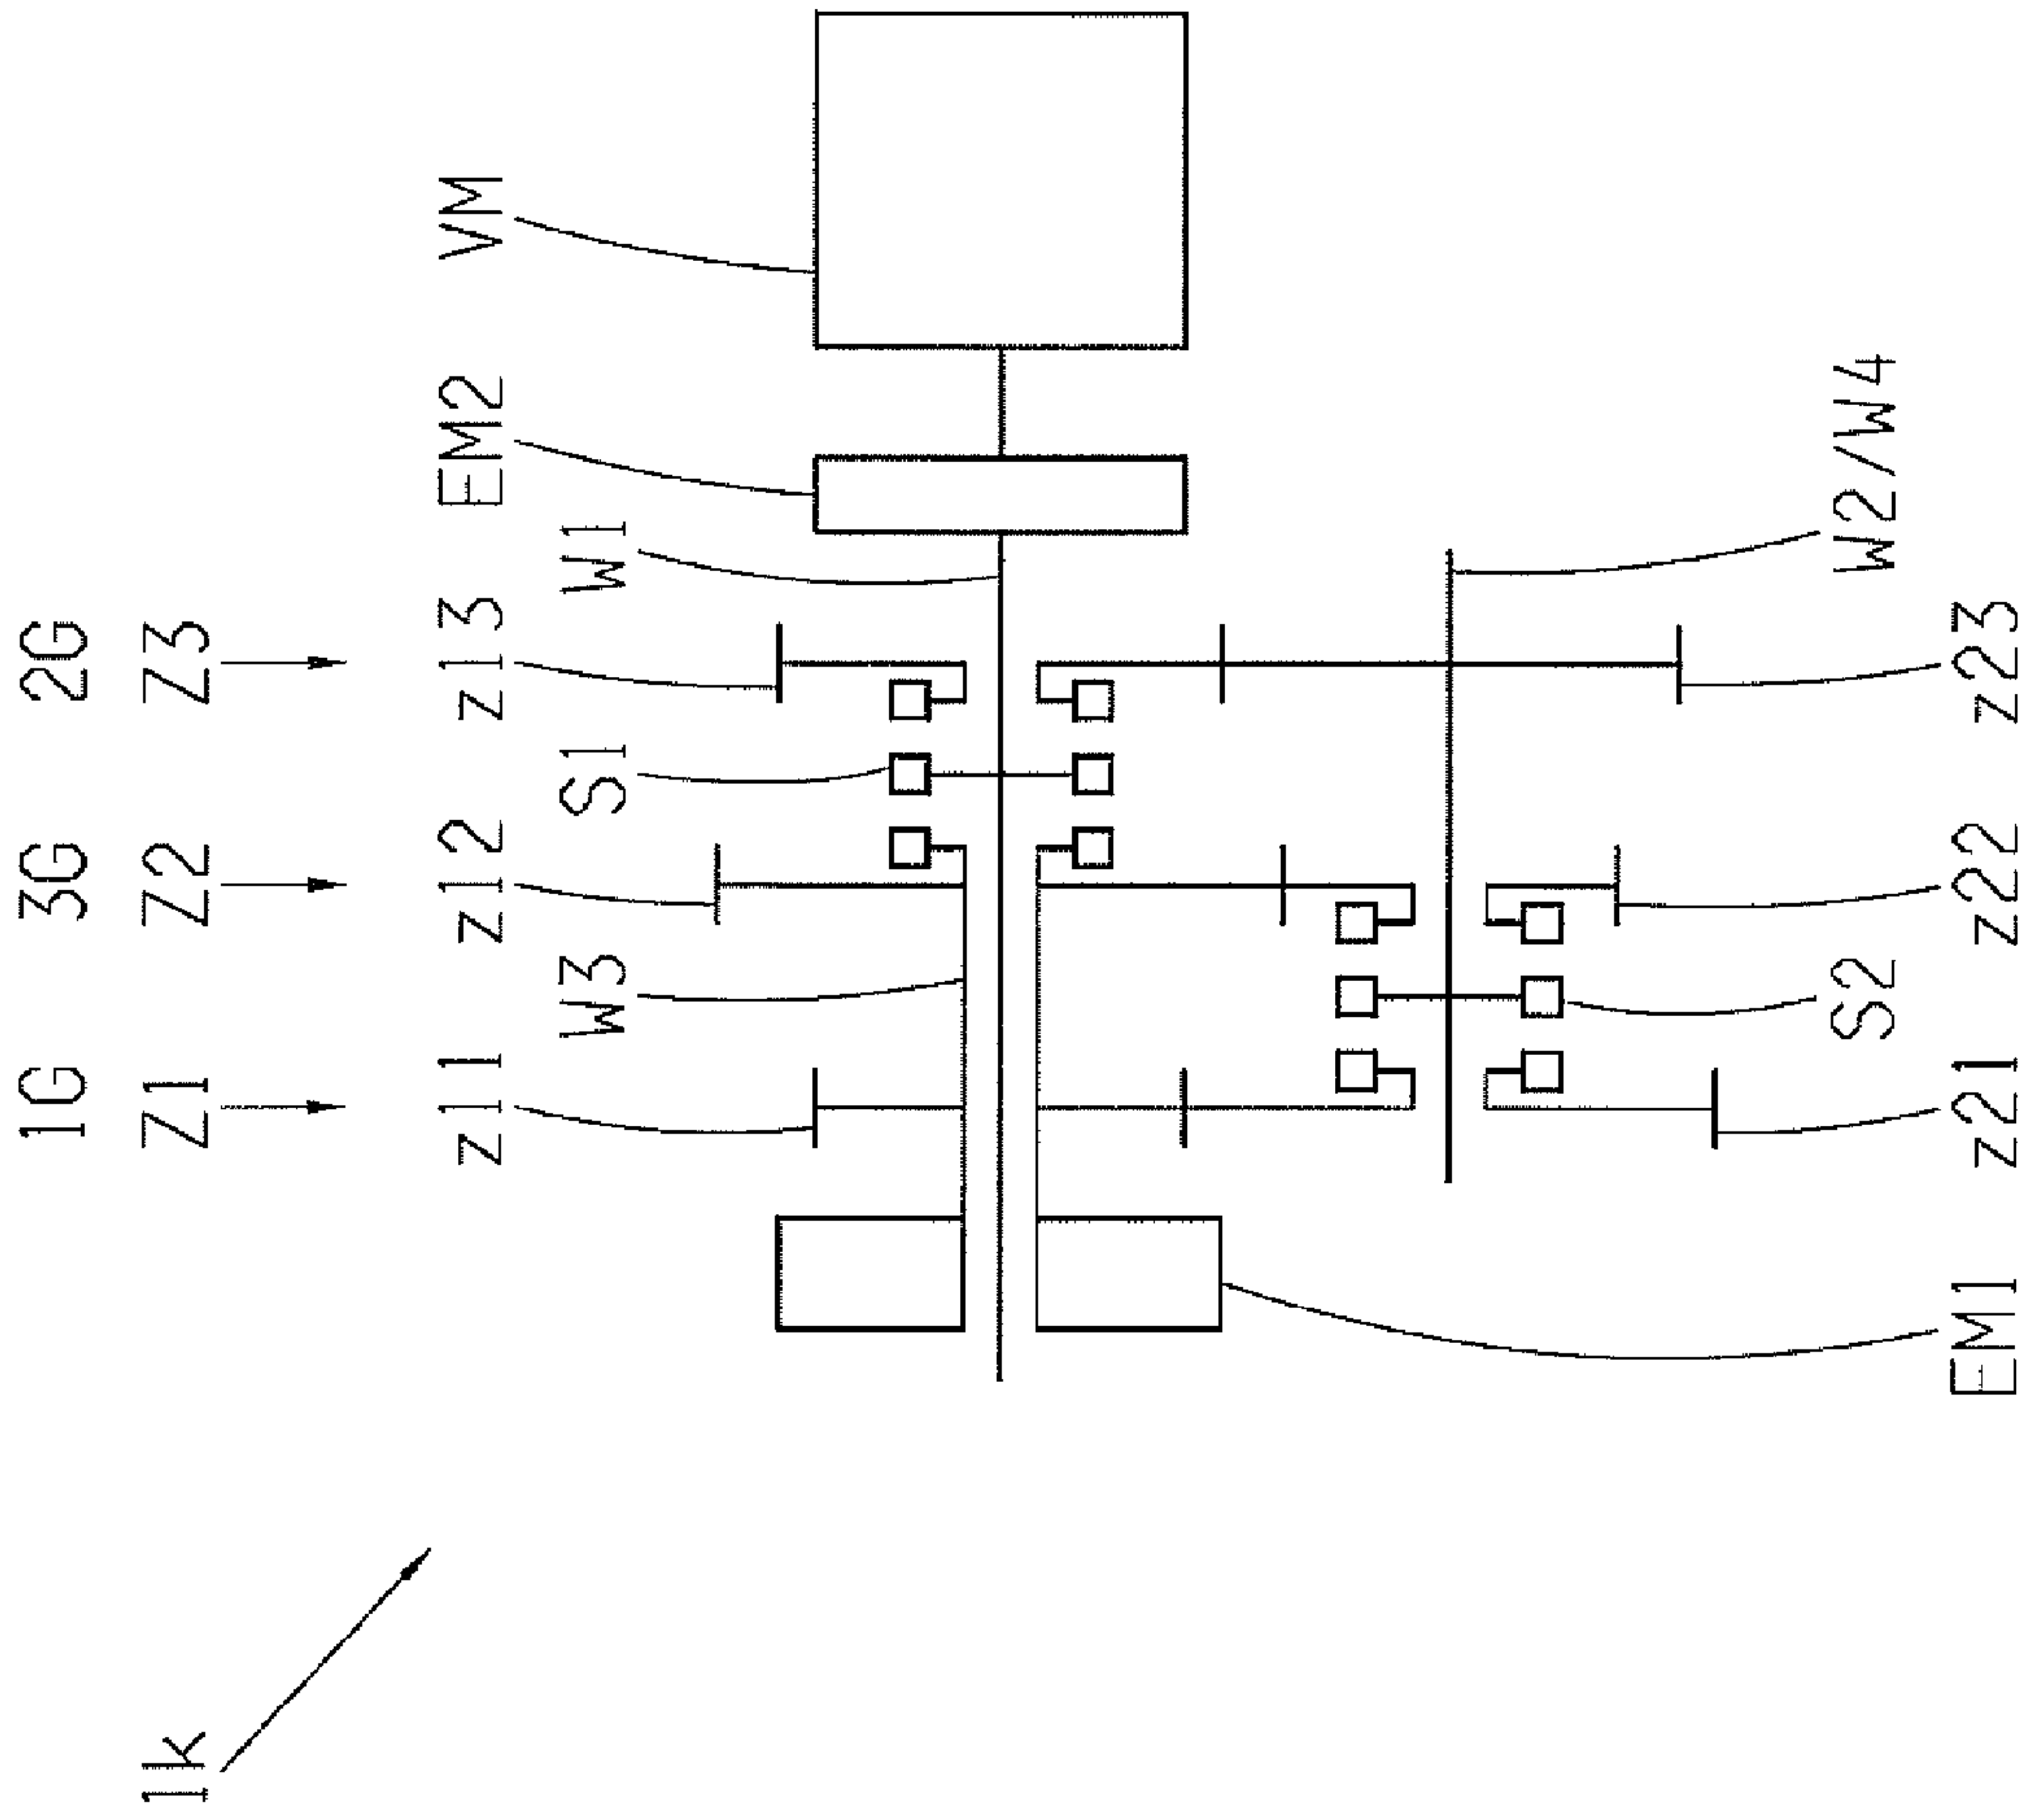 1G 3G 2G
1k Z1 Z2 Z3
z11 z12 z13 EM2 VM
W3 S1 W1
S2 W2/W4
EM1 z21 z22 z23